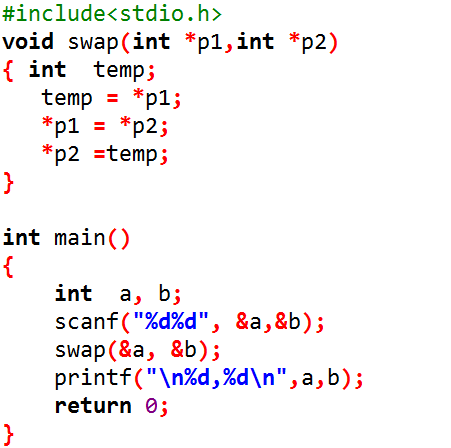 #include<stdio.h>
void swap(int *p1,int *p2)
{ int  temp;
   temp = *p1;
   *p1 = *p2;
   *p2 =temp;
}

int main()
{
    int  a, b;
    scanf("%d%d", &a,&b);
    swap(&a, &b);
    printf("\n%d,%d\n",a,b);
    return 0;
}